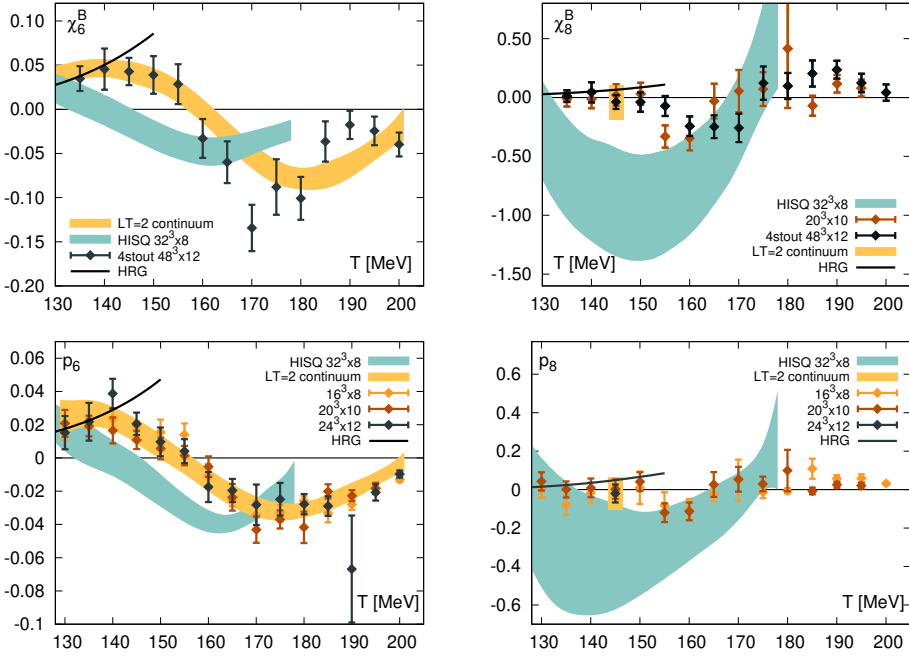 χ₆ᴮ
0.10
0.05
0.00
-0.05
-0.10
-0.15
-0.20
LT=2 continuum
HISQ 32³x8
4stout 48³x12
HRG
T [MeV]
130 140 150 160 170 180 190 200
χ₈ᴮ
0.50
0.00
-0.50
-1.00
-1.50
HISQ 32³x8
20³x10
4stout 48³x12
LT=2 continuum
HRG
T [MeV]
130 140 150 160 170 180 190 200
p₆
0.06
0.04
0.02
0
-0.02
-0.04
-0.06
-0.08
-0.1
HISQ 32³x8
LT=2 continuum
16³x8
20³x10
24³x12
HRG
T [MeV]
130 140 150 160 170 180 190 200
p₈
0.8
0.6
0.4
0.2
0
-0.2
-0.4
-0.6
HISQ 32³x8
LT=2 continuum
16³x8
20³x10
24³x12
HRG
T [MeV]
130 140 150 160 170 180 190 200